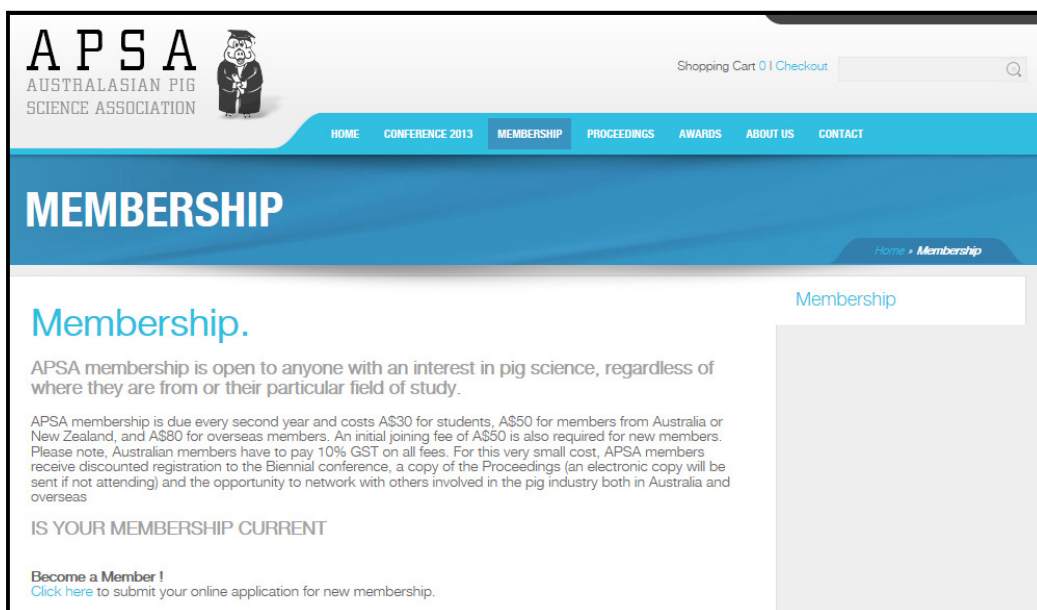 APSA
AUSTRALASIAN PIG
SCIENCE ASSOCIATION
Shopping Cart 0 | Checkout
HOME CONFERENCE 2013 MEMBERSHIP PROCEEDINGS AWARDS ABOUT US CONTACT
MEMBERSHIP
Home » Membership
Membership
Membership.
APSA membership is open to anyone with an interest in pig science, regardless of
where they are from or their particular field of study.
APSA membership is due every second year and costs A$30 for students, A$50 for members from Australia or
New Zealand, and A$80 for overseas members. An initial joining fee of A$50 is also required for new members.
Please note, Australian members have to pay 10% GST on all fees. For this very small cost, APSA members
receive discounted registration to the Biennial conference, a copy of the Proceedings (an electronic copy will be
sent if not attending) and the opportunity to network with others involved in the pig industry both in Australia and
overseas
IS YOUR MEMBERSHIP CURRENT
Become a Member !
Click here to submit your online application for new membership.